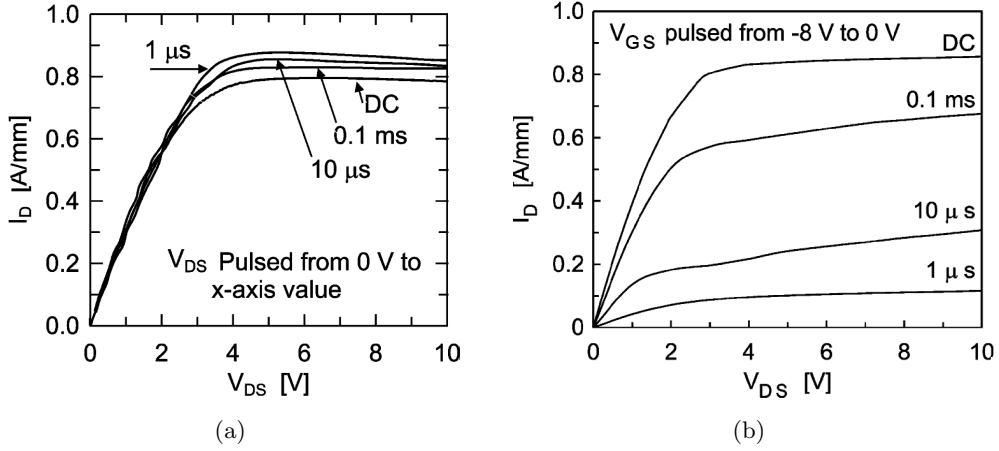 1.0
0.8
0.6
0.4
0.2
0.0
I_D [A/mm]
1 μs
DC
0.1 ms
10 μs
V_DS Pulsed from 0 V to
x-axis value
0 2 4 6 8 10
V_DS [V]
(a)
1.0
0.8
0.6
0.4
0.2
0
I_D [A/mm]
V_GS pulsed from -8 V to 0 V
DC
0.1 ms
10 μ s
1 μ s
0 2 4 6 8 10
V_DS [V]
(b)